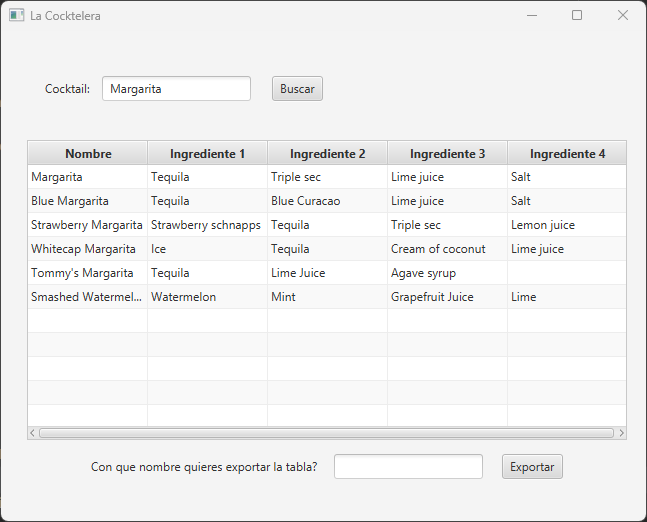 La Cocktelera
Cocktail: Margarita Buscar
Nombre Ingrediente 1 Ingrediente 2 Ingrediente 3 Ingrediente 4
Margarita Tequila Triple sec Lime juice Salt
Blue Margarita Tequila Blue Curacao Lime juice Salt
Strawberry Margarita Strawberry schnapps Tequila Triple sec Lemon juice
Whitecap Margarita Ice Tequila Cream of coconut Lime juice
Tommy's Margarita Tequila Lime Juice Agave syrup
Smashed Watermel... Watermelon Mint Grapefruit Juice Lime
Con que nombre quieres exportar la tabla? Exportar